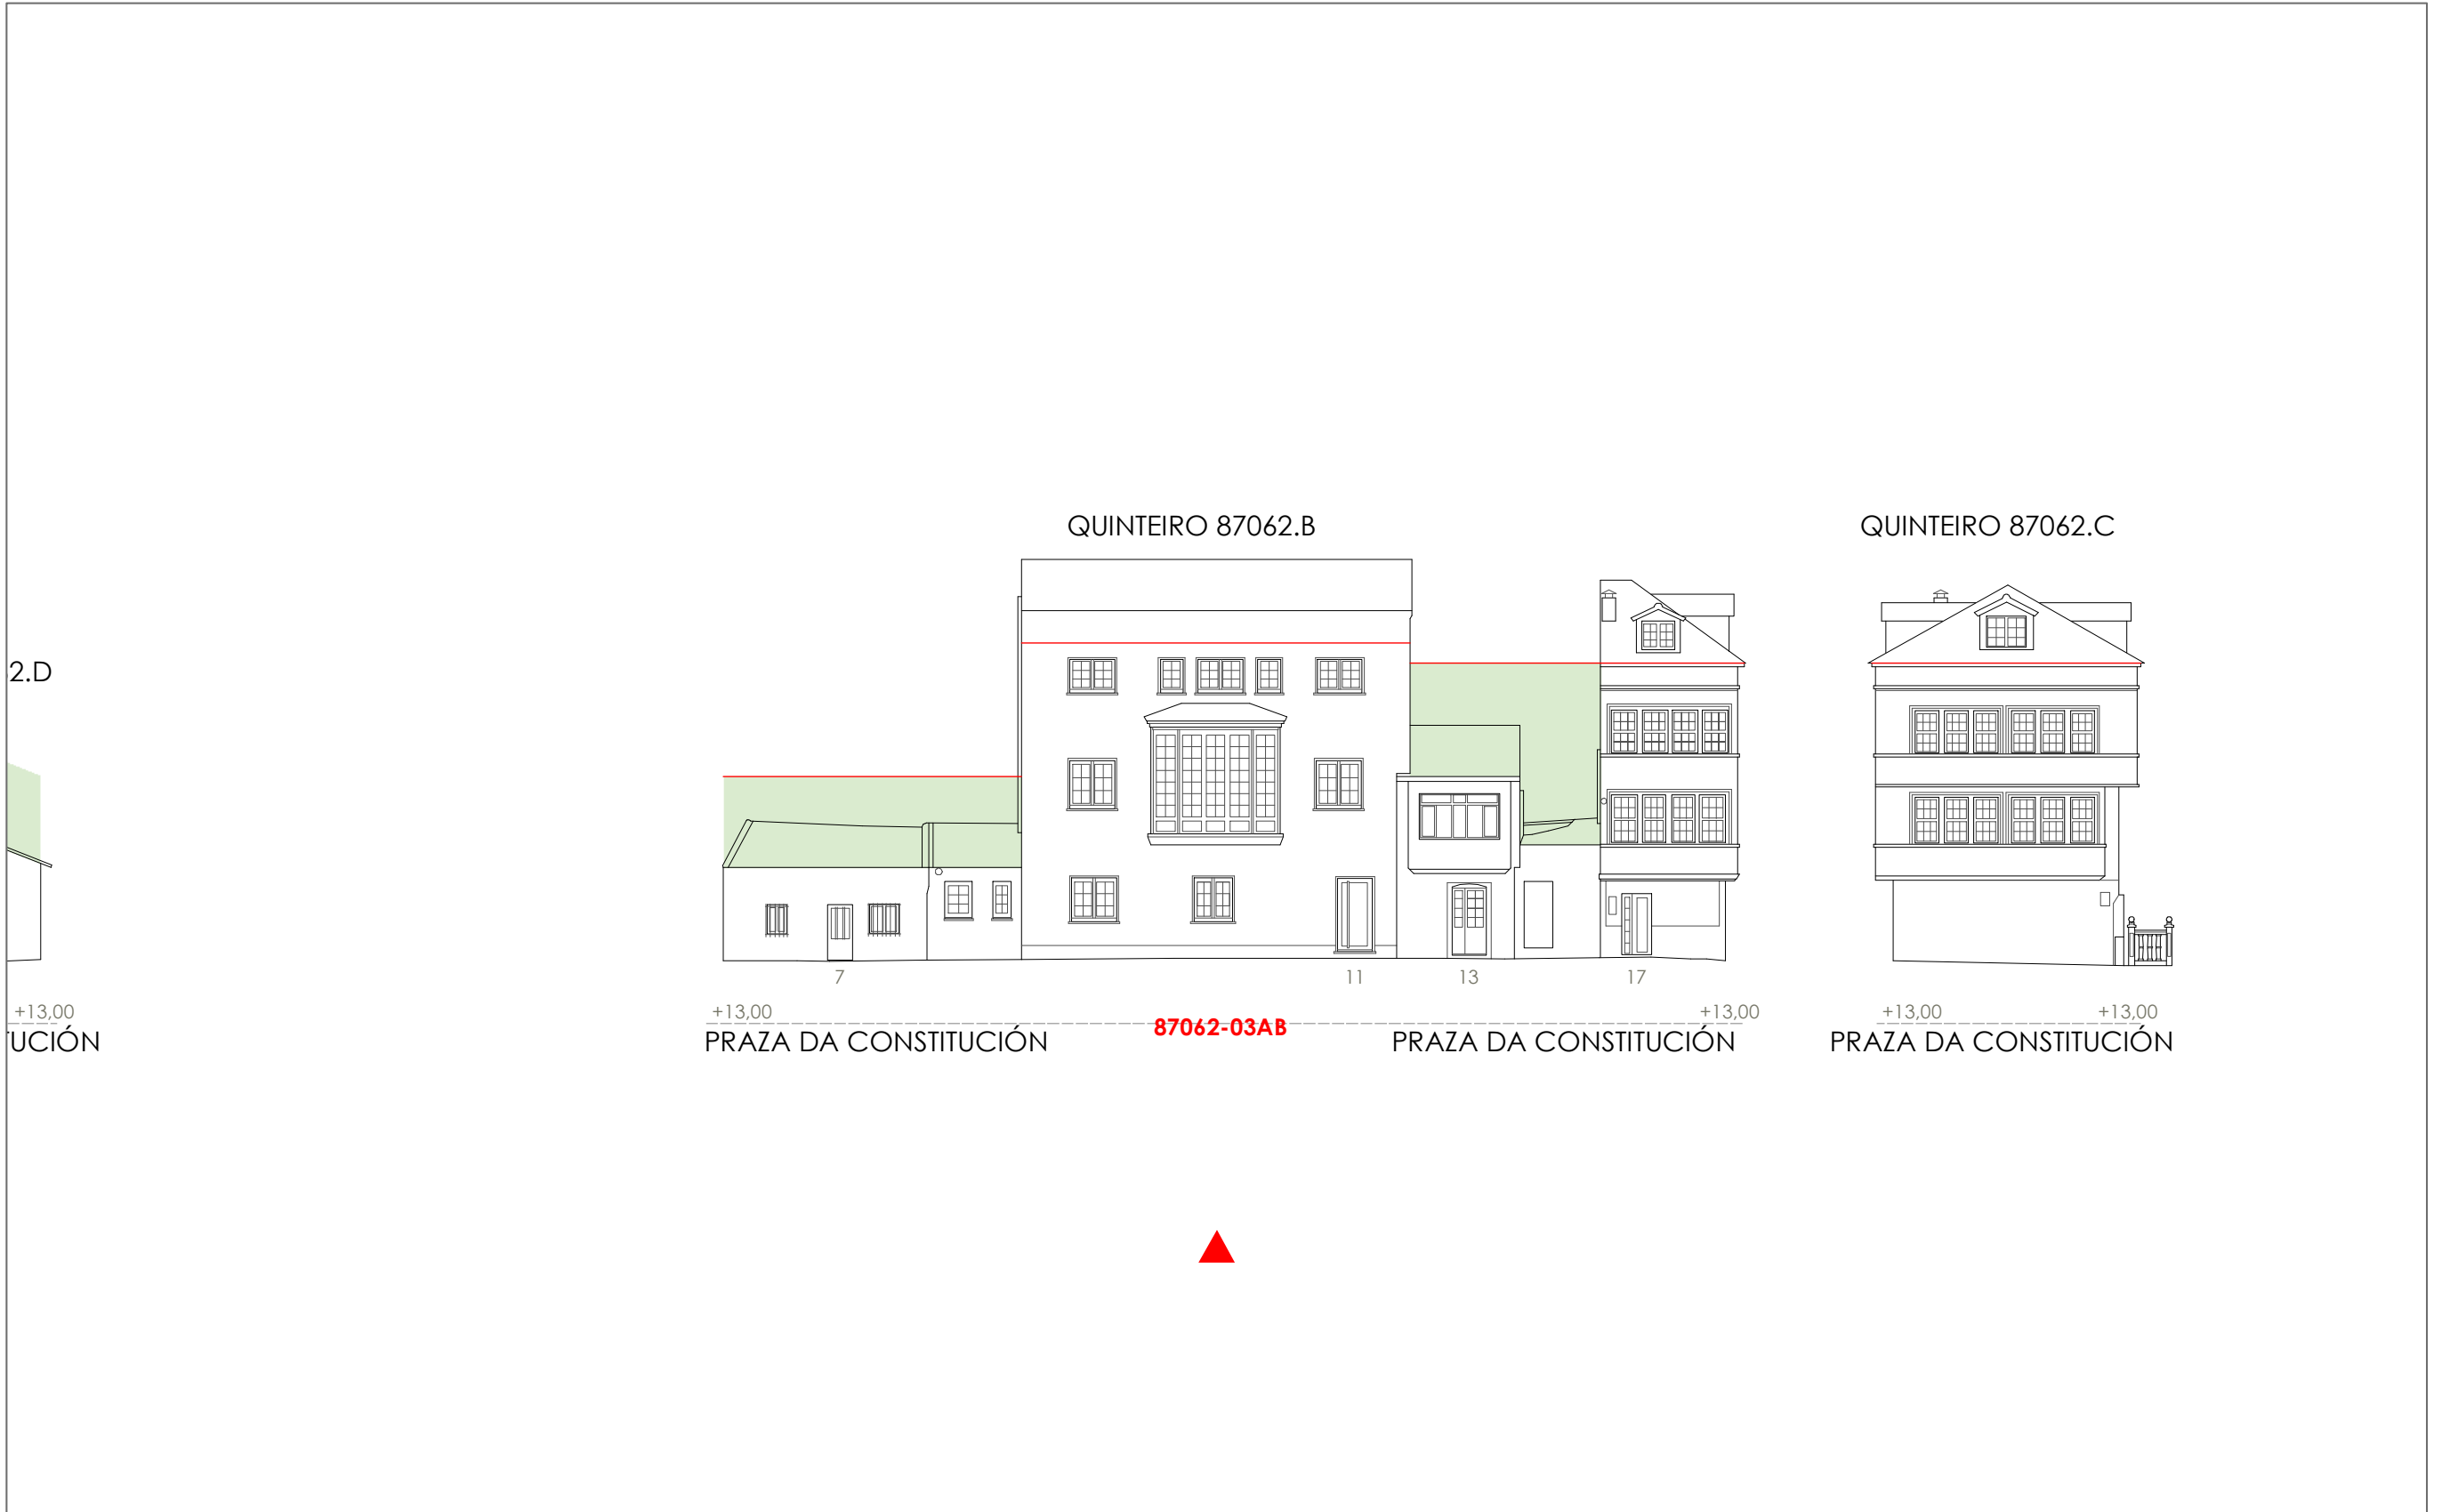 QUINTEIRO 87062.B
QUINTEIRO 87062.C
2.D
7
11
13
17
+13,00
+13,00
+13,00
+13,00
+13,00
UCIÓN
PRAZA DA CONSTITUCIÓN
87062-03AB
PRAZA DA CONSTITUCIÓN
PRAZA DA CONSTITUCIÓN